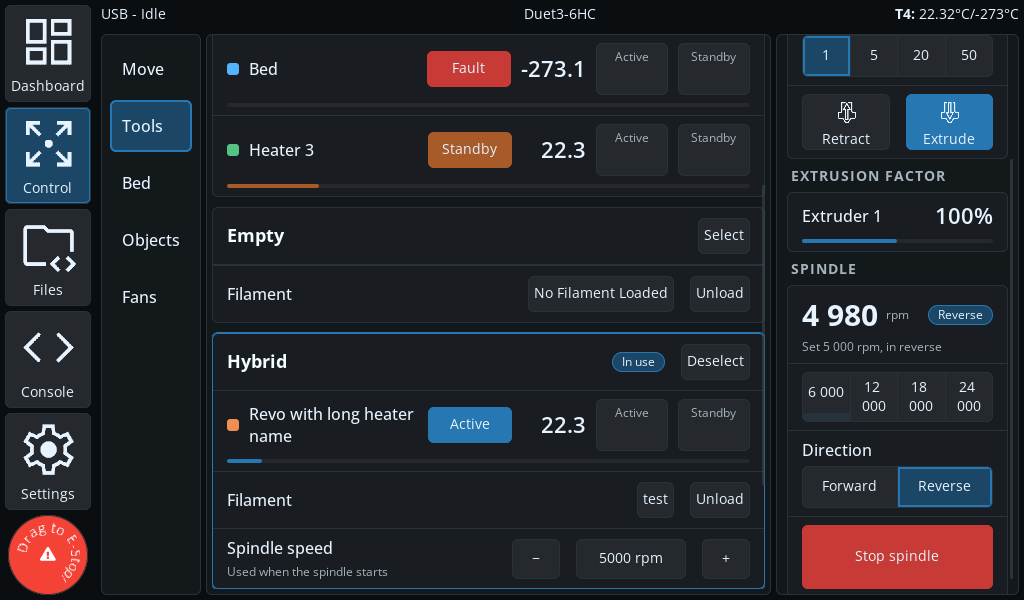 USB - Idle
Duet3-6HC
T4: 22.32°C/-273°C
Dashboard
Control
Files
Console
Settings
Drag to E-Stop!
Move
Tools
Bed
Objects
Fans
Bed
Fault
-273.1
Active
Standby
Heater 3
Standby
22.3
Active
Standby
Empty
Select
Filament
No Filament Loaded
Unload
Hybrid
In use
Deselect
Revo with long heater
name
Active
22.3
Active
Standby
Filament
test
Unload
Spindle speed
Used when the spindle starts
−
5000 rpm
+
1
5
20
50
Retract
Extrude
EXTRUSION FACTOR
Extruder 1
100%
SPINDLE
4 980 rpm
Reverse
Set 5 000 rpm, in reverse
6 000
12
000
18
000
24
000
Direction
Forward
Reverse
Stop spindle